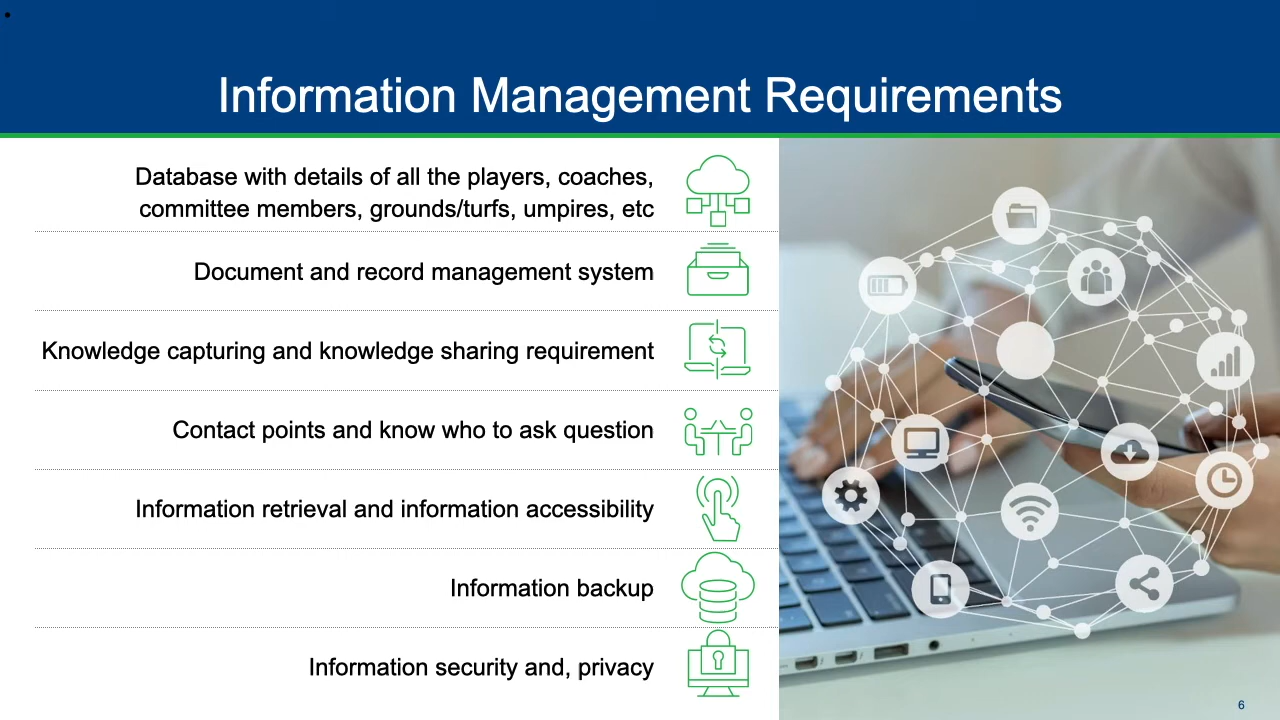 Information Management Requirements
Database with details of all the players, coaches,
committee members, grounds/turfs, umpires, etc
Document and record management system
Knowledge capturing and knowledge sharing requirement
Contact points and know who to ask question
Information retrieval and information accessibility
Information backup
Information security and, privacy
6